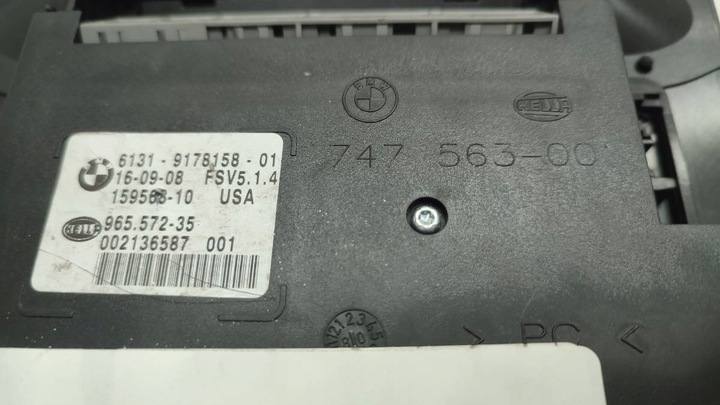 BMW
HELLA
747 563-00
6131 - 9178158 - 01
16-09-08 FSV5.1.4
159568-10 USA
HELLA
965.572-35
002136587 001
> PC <